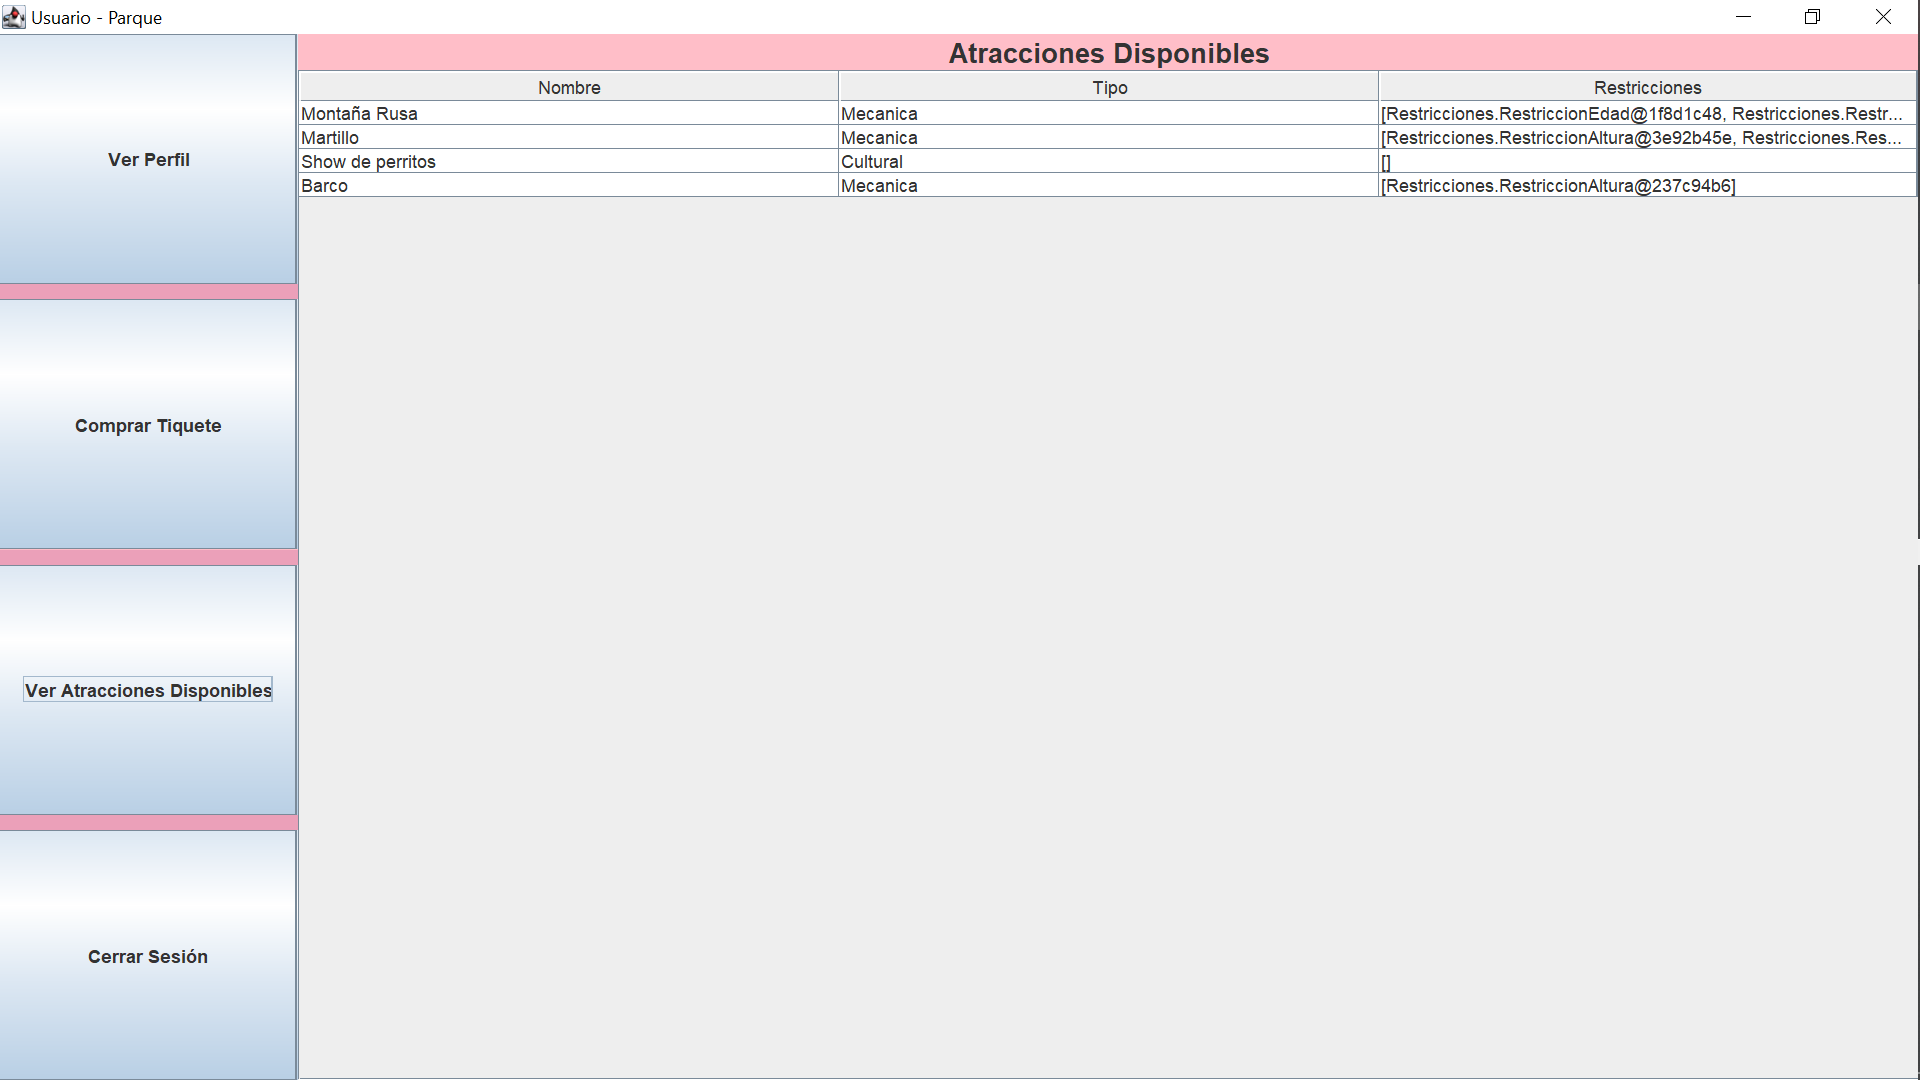 Usuario - Parque
Atracciones Disponibles
Nombre Tipo Restricciones
Montaña Rusa Mecanica [Restricciones.RestriccionEdad@1f8d1c48, Restricciones.Restr...
Martillo Mecanica [Restricciones.RestriccionAltura@3e92b45e, Restricciones.Res...
Show de perritos Cultural []
Barco Mecanica [Restricciones.RestriccionAltura@237c94b6]
Ver Perfil
Comprar Tiquete
Ver Atracciones Disponibles
Cerrar Sesión